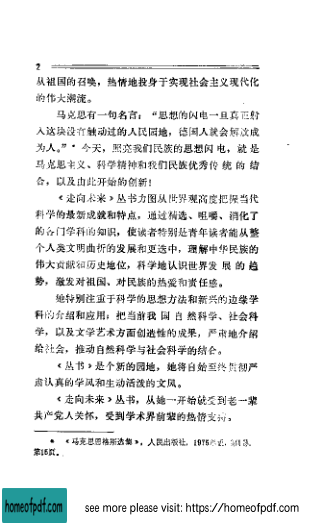 2
从祖国的召唤，热情地投身于实现社会主义现代化
的伟大潮流。
马克思有一句名言：“思想的闪电一旦真正射
入这块没有触动过的人民园地，德国人就会解放成
为人。”* 今天，照亮我们民族的思想闪电，就是
马克思主义、科学精神和我们民族优秀传统的结
合，以及由此开始的创新！
《走向未来》丛书力图从世界观高度把握当代
科学的最新成就和特点，通过精选、咀嚼、消化了
的各门学科的知识，使读者特别是青年读者能从整
个人类文明曲折的发展和更迭中，理解中华民族的
伟大贡献和历史地位，科学地认识世界发展的趋
势，激发对祖国、对民族的热爱和责任感。
她特别注重于科学的思想方法和新兴的边缘学
科的介绍和应用；把当前我国自然科学、社会科
学，以及文学艺术方面创造性的成果，严肃地介绍
给社会，推动自然科学与社会科学的结合。
《丛书》是个新的园地，她将自始至终贯彻严
肃认真的学风和生动活泼的文风。
《走向未来》丛书，从她一开始就受到老一辈
共产党人关怀，受到学术界前辈的热情支持。
* 《马克思恩格斯选集》，人民出版社，1975年
第15页。
homeofpdf.com
see more please visit: https://homeofpdf.com